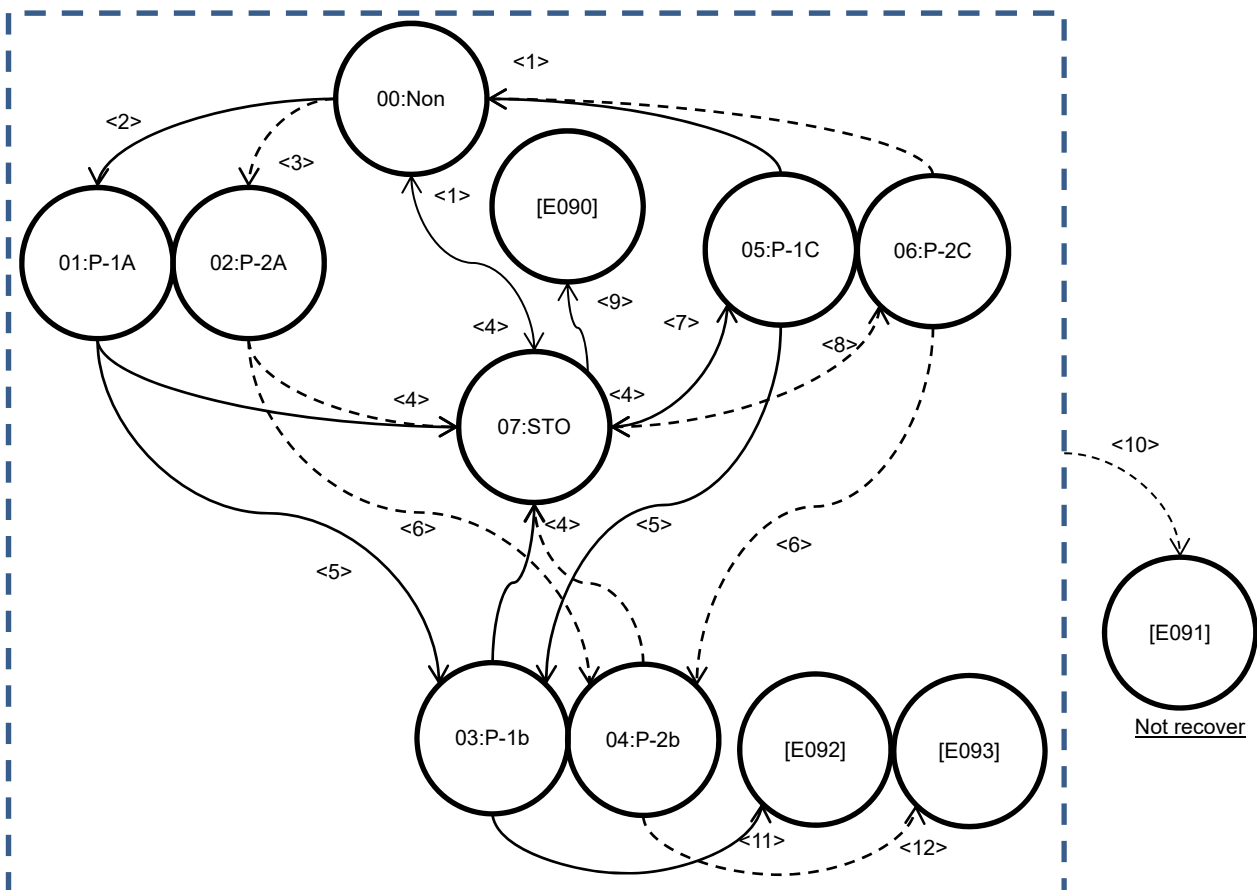 <1>
00:Non
<2>
<3>
<1>
[E090]
01:P-1A
02:P-2A
05:P-1C
06:P-2C
<9>
<7>
<4>
<8>
<4>
<4>
07:STO
<10>
<6>
<4>
<5>
<6>
<5>
[E091]
Not recover
03:P-1b
04:P-2b
[E092]
[E093]
<11>
<12>